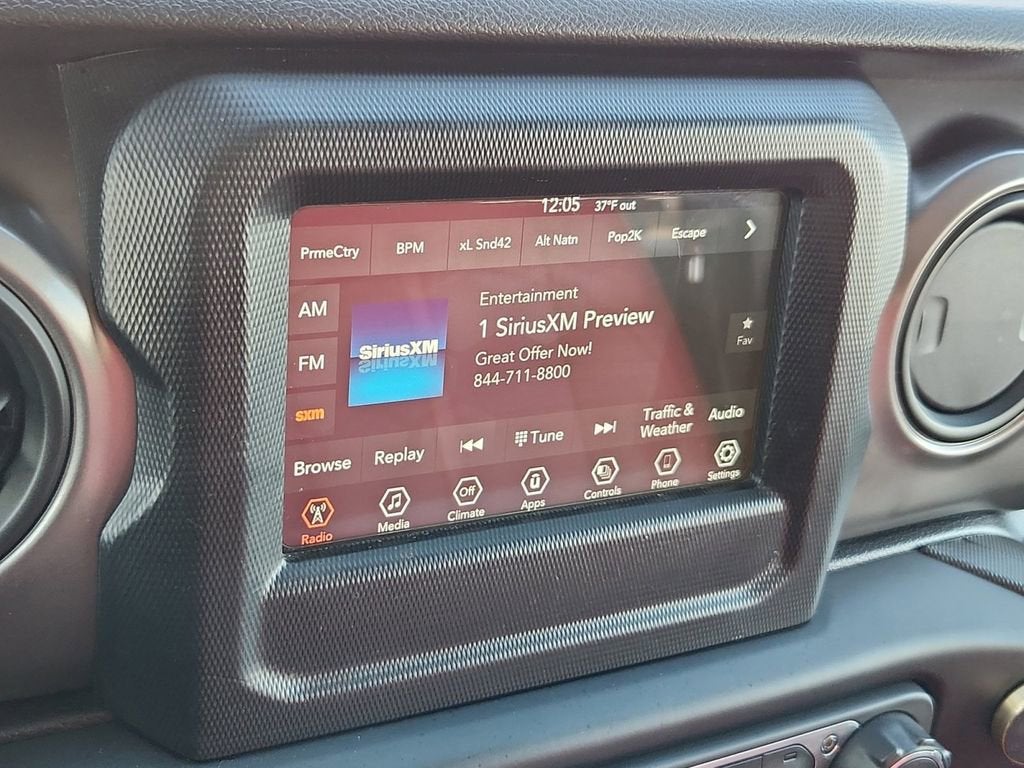 12:05 37°F out
PrmeCtry BPM xL Snd42 Alt Natn Pop2K Escape
AM
FM
sxm
SiriusXM
Entertainment
1 SiriusXM Preview
Great Offer Now!
844-711-8800
Fav
Browse Replay Tune Traffic & Weather Audio
Radio Media Off Climate Apps Controls Phone Settings